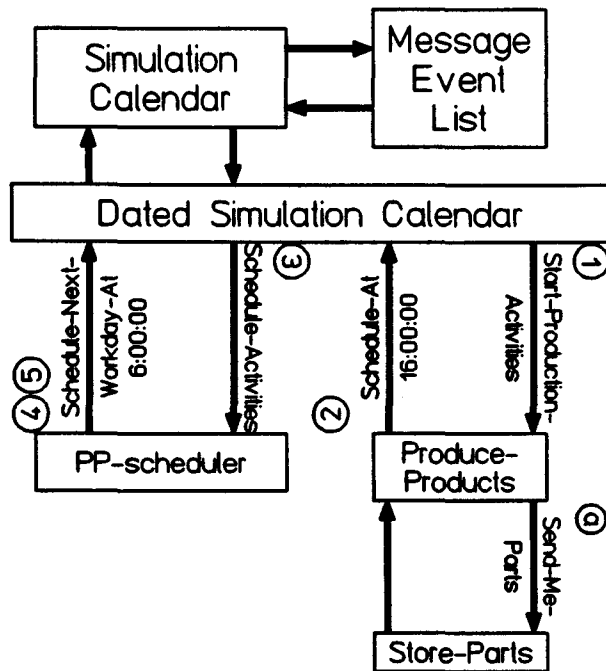 Simulation
Calendar
Message
Event
List
Dated Simulation Calendar
5
4
Schedule-Next-
Workday-At
6:00:00
3
Schedule-Activities
2
Schedule-At
16:00:00
1
Start-Production-
Activities
PP-scheduler
Produce-
Products
a
Send-Me-
Parts
Store-Parts